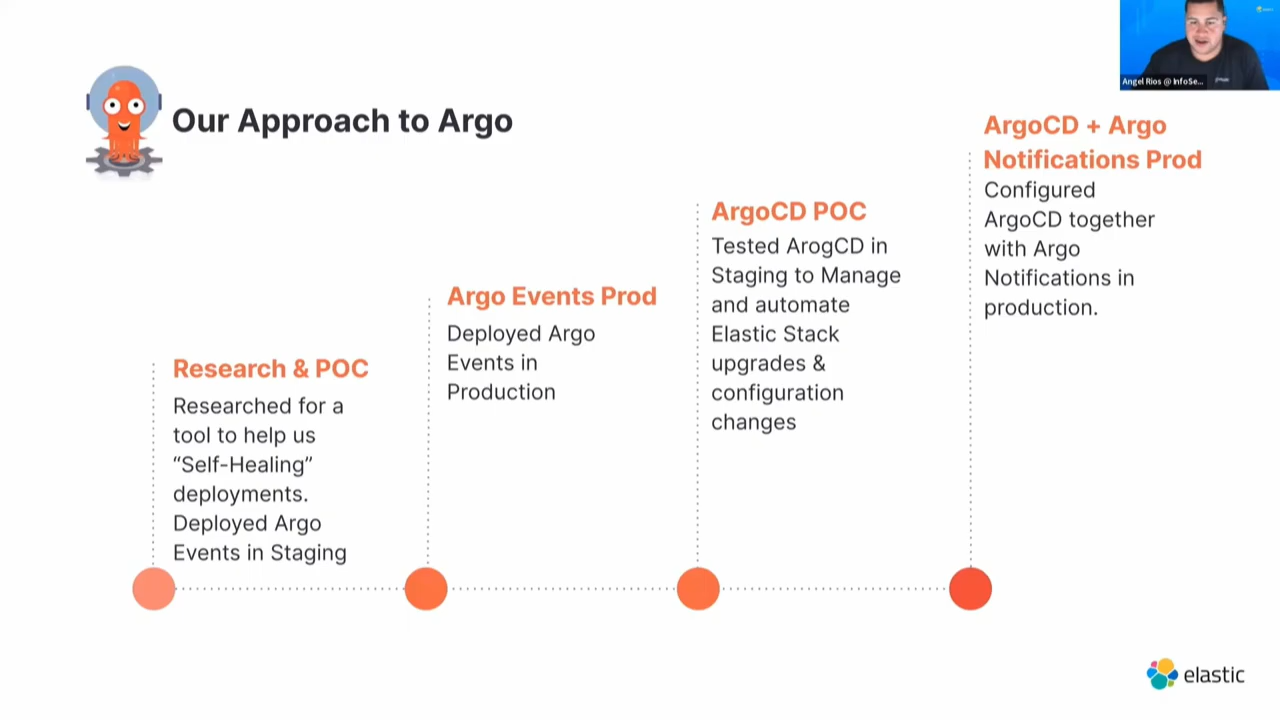 Angel Rios @ InfoSe...
Our Approach to Argo
Research & POC
Researched for a
tool to help us
“Self-Healing”
deployments.
Deployed Argo
Events in Staging
Argo Events Prod
Deployed Argo
Events in
Production
ArgoCD POC
Tested ArogCD in
Staging to Manage
and automate
Elastic Stack
upgrades &
configuration
changes
ArgoCD + Argo
Notifications Prod
Configured
ArgoCD together
with Argo
Notifications in
production.
elastic